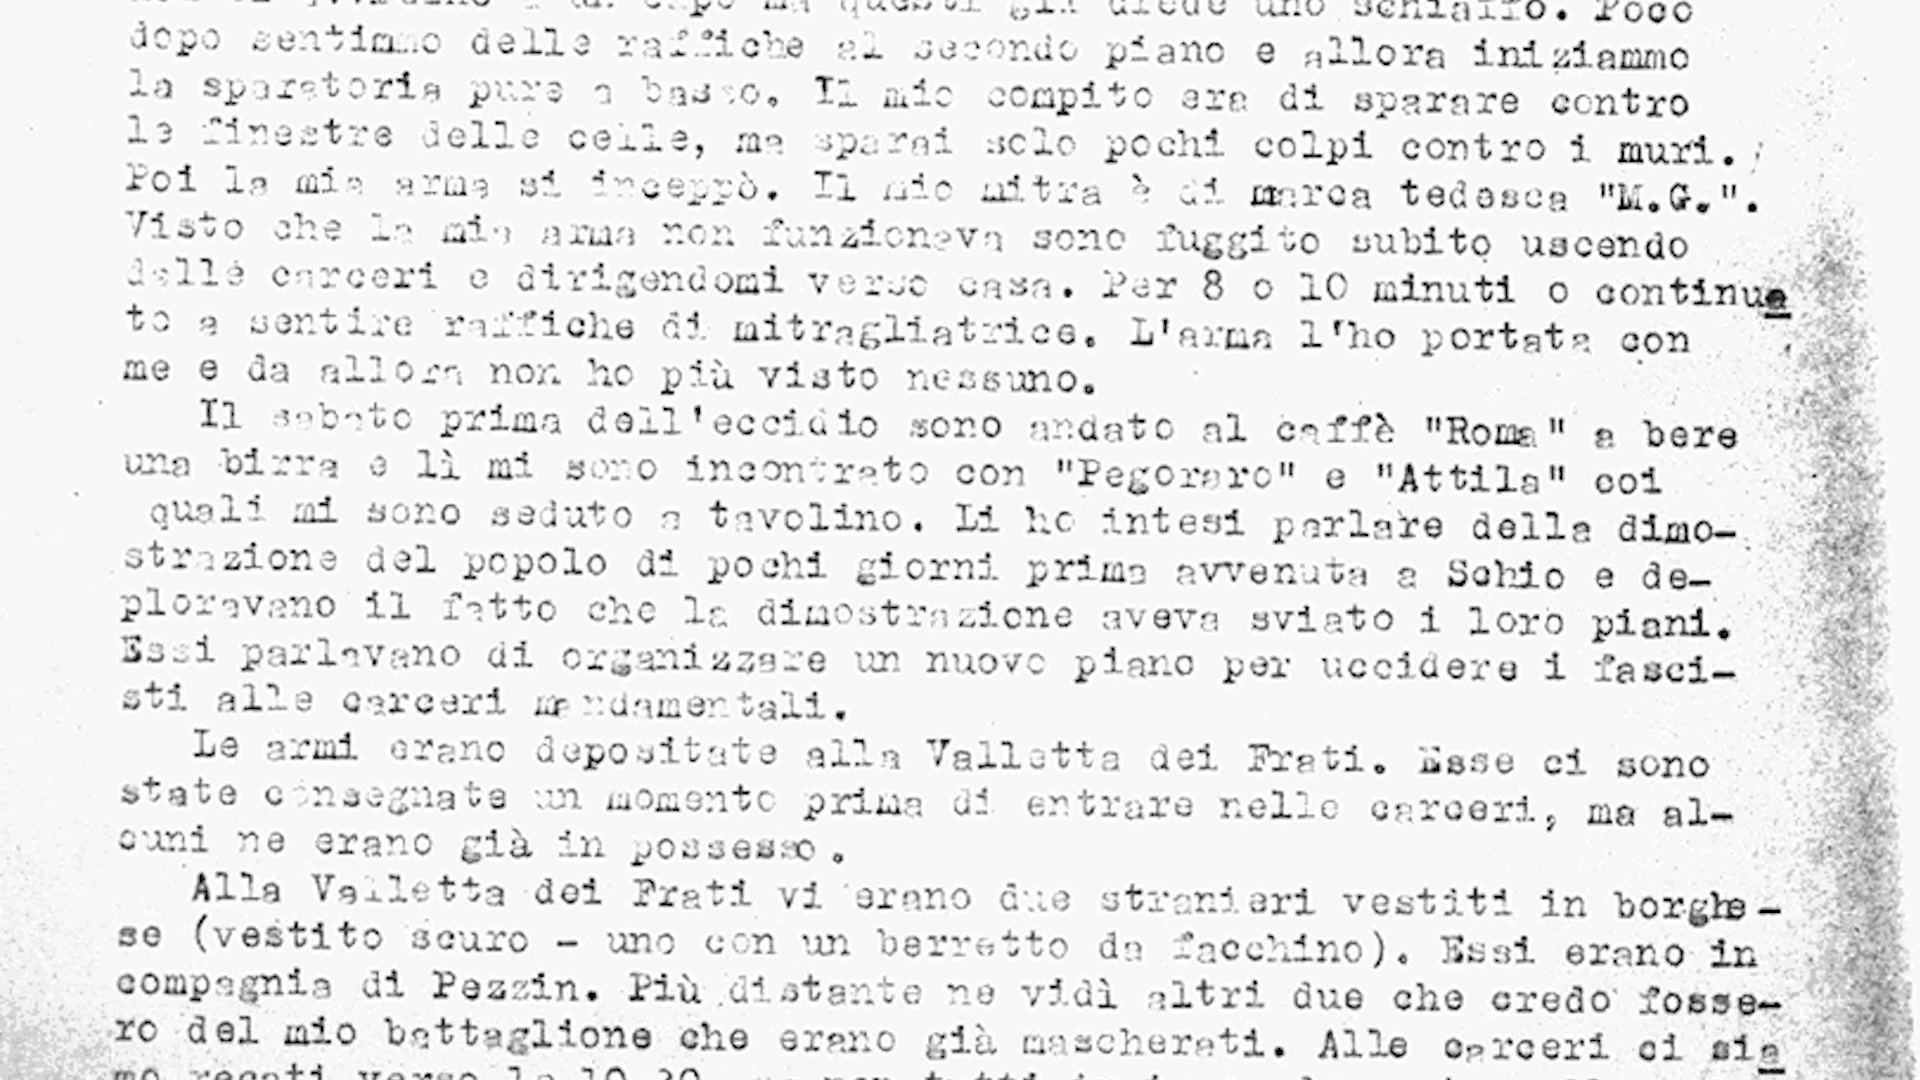 diede uno schiaffo. Poco
dopo sentimmo delle raffiche al secondo piano e allora iniziammo
la sparatoria pure a basso. Il mio compito era di sparare contro
le finestre delle celle, ma sparai solo pochi colpi contro i muri.
Poi la mia arma si inceppò. Il mio mitra è di marca tedesca "M.G.".
Visto che la mia arma non funzionava sono fuggito subito uscendo
dalle carceri e dirigendomi verso casa. Per 8 o 10 minuti o continua
to a sentire raffiche di mitragliatrice. L'arma l'ho portata con
me e da allora non ho più visto nessuno.
Il sabato prima dell'eccidio sono andato al caffè "Roma" a bere
una birra e lì mi sono incontrato con "Pegoraro" e "Attila" coi
quali mi sono seduto a tavolino. Li ho intesi parlare della dimo-
strazione del popolo di pochi giorni prima avvenuta a Schio e de-
ploravano il fatto che la dimostrazione aveva sviato i loro piani.
Essi parlavano di organizzare un nuovo piano per uccidere i fasci-
sti alle carceri mandamentali.
Le armi erano depositate alla Valletta dei Frati. Esse ci sono
state consegnate un momento prima di entrare nelle carceri, ma al-
cuni ne erano già in possesso.
Alla Valletta dei Frati vi erano due stranieri vestiti in borghe-
se (vestito scuro - uno con un berretto da facchino). Essi erano in
compagnia di Pezzin. Più distante ne vidì altri due che credo fosse-
ro del mio battaglione che erano già mascherati. Alle carceri ci sia
mo recati verso le 10,30